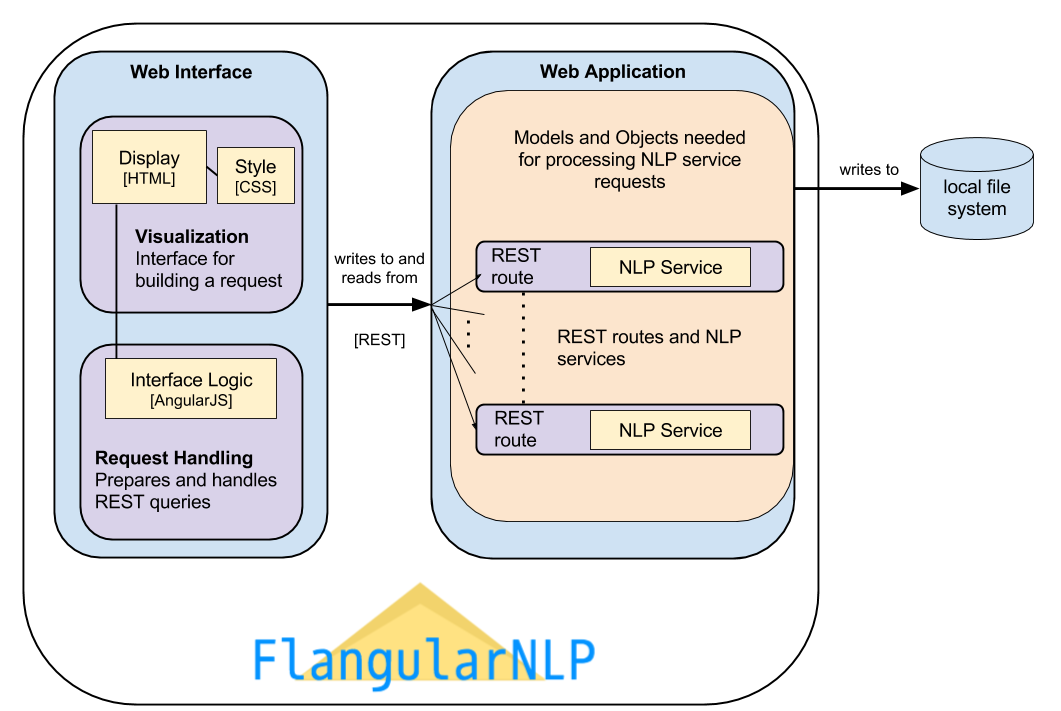 Web Interface
Display
[HTML]
Style
[CSS]
Visualization
Interface for
building a request
Interface Logic
[AngularJS]
Request Handling
Prepares and handles
REST queries
writes to and
reads from
[REST]
Web Application
Models and Objects needed
for processing NLP service
requests
REST
route
NLP Service
REST routes and NLP
services
REST
route
NLP Service
writes to
local file
system
FlangularNLP